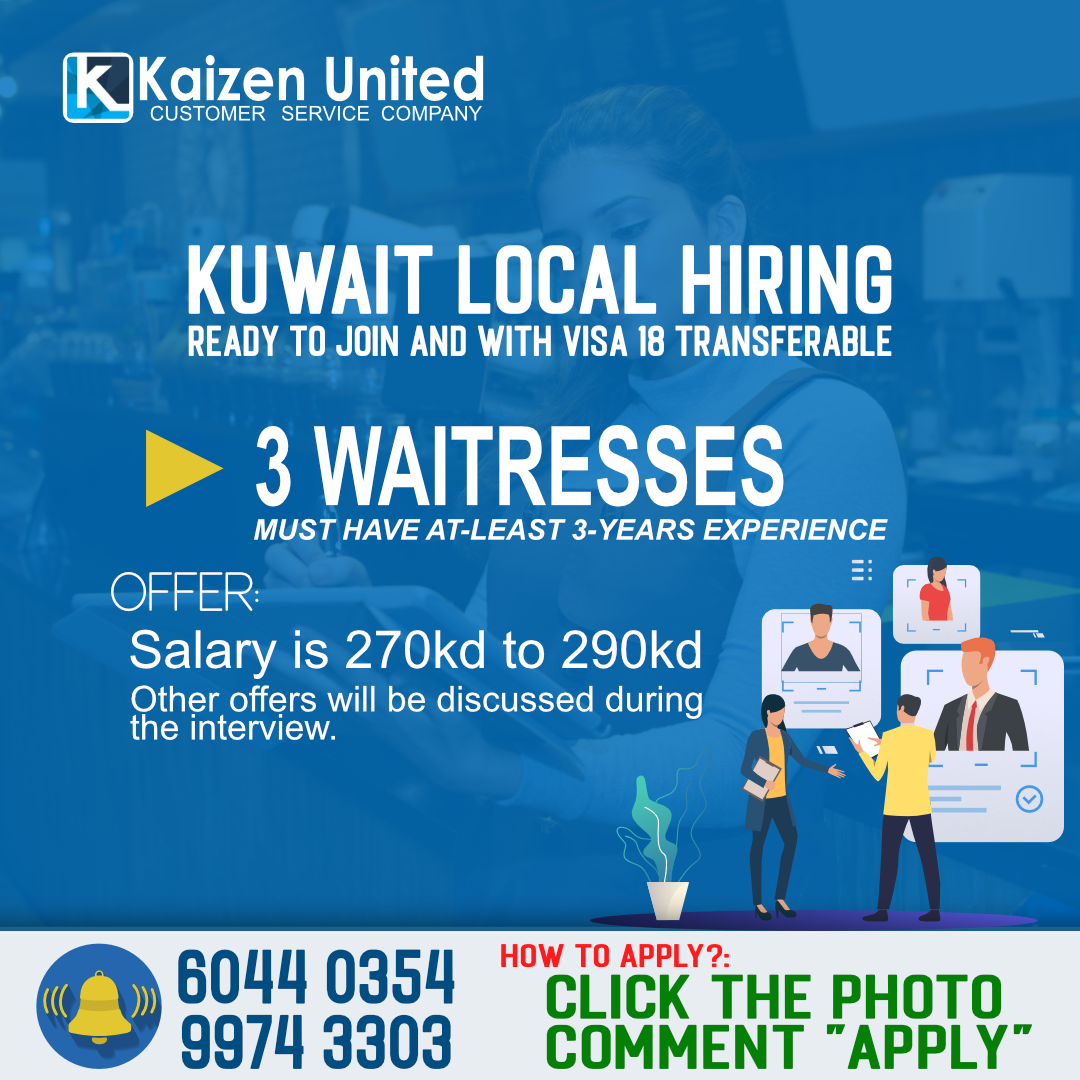 K Kaizen United
CUSTOMER SERVICE COMPANY
KUWAIT LOCAL HIRING
READY TO JOIN AND WITH VISA 18 TRANSFERABLE
3 WAITRESSES
MUST HAVE AT-LEAST 3-YEARS EXPERIENCE
OFFER:
Salary is 270kd to 290kd
Other offers will be discussed during
the interview.
6044 0354
9974 3303
HOW TO APPLY?:
CLICK THE PHOTO
COMMENT "APPLY"